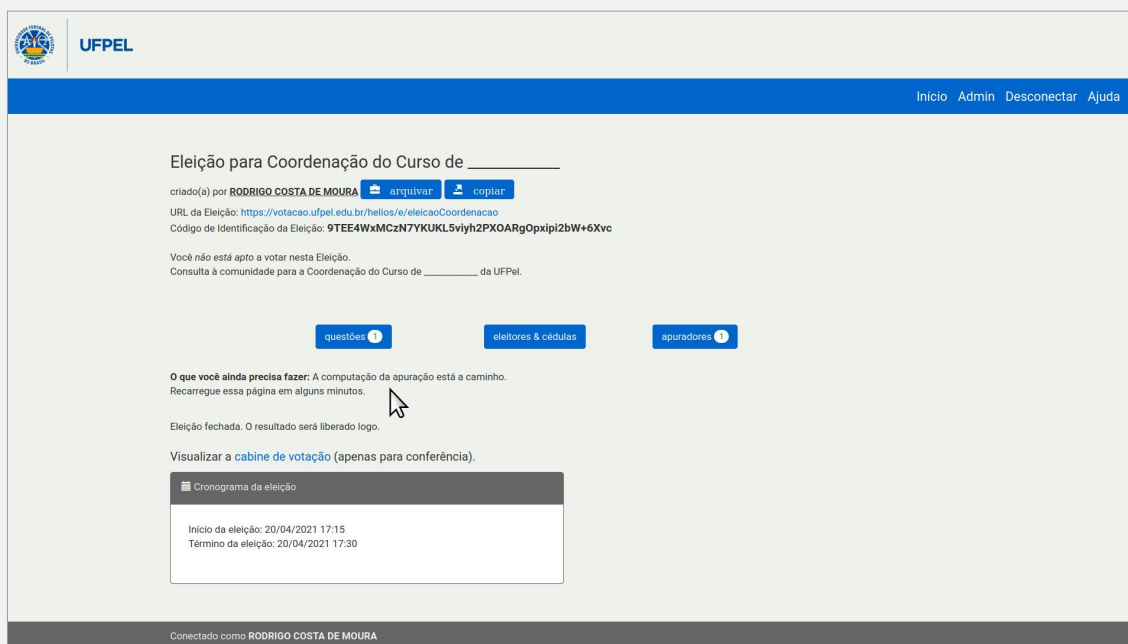 UFPEL
Início Admin Desconectar Ajuda
Eleição para Coordenação do Curso de ____________
criado(a) por RODRIGO COSTA DE MOURA arquivar copiar
URL da Eleição: https://votacao.ufpel.edu.br/helios/e/eleicaoCoordenacao
Código de Identificação da Eleição: 9TEE4WxMCzN7YKUKL5viyh2PXOARgOpxipi2bW+6Xvc
Você não está apto a votar nesta Eleição.
Consulta à comunidade para a Coordenação do Curso de ____________ da UFPel.
questões 1 eleitores & cédulas apuradores 1
O que você ainda precisa fazer: A computação da apuração está a caminho.
Recarregue essa página em alguns minutos.
Eleição fechada. O resultado será liberado logo.
Visualizar a cabine de votação (apenas para conferência).
Cronograma da eleição
Início da eleição: 20/04/2021 17:15
Término da eleição: 20/04/2021 17:30
Conectado como RODRIGO COSTA DE MOURA